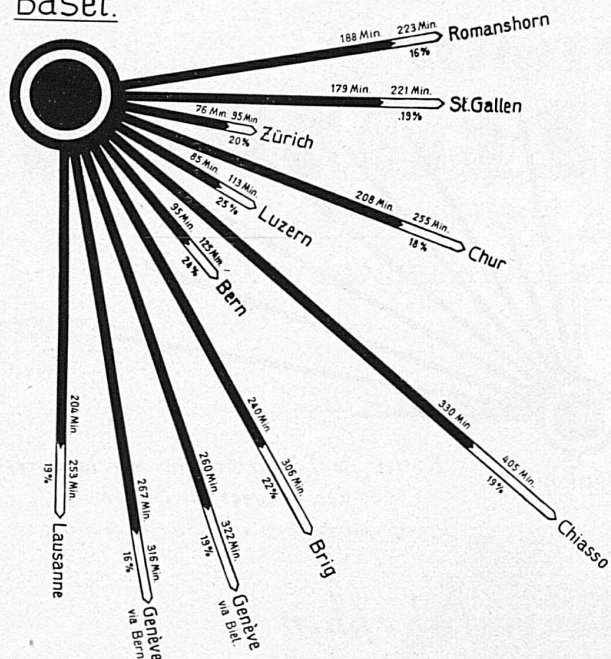 Basel.
188 Min. 223 Min.
16%
Romanshorn
179 Min. 221 Min.
19%
St.Gallen
76 Min. 95 Min
20%
Zürich
208 Min 255 Min.
18%
Chur
85 Min. 113 Min.
25%
Luzern
330 Min. 405 Min.
19%
Chiasso
95 Min. 125 Min.
24%
Bern
240 Min. 306 Min.
22%
Brig
260 Min. 322 Min.
19%
Genève
via Biel.
267 Min. 316 Min.
16%
Genève
via Bern
204 Min. 253 Min.
19%
Lausanne